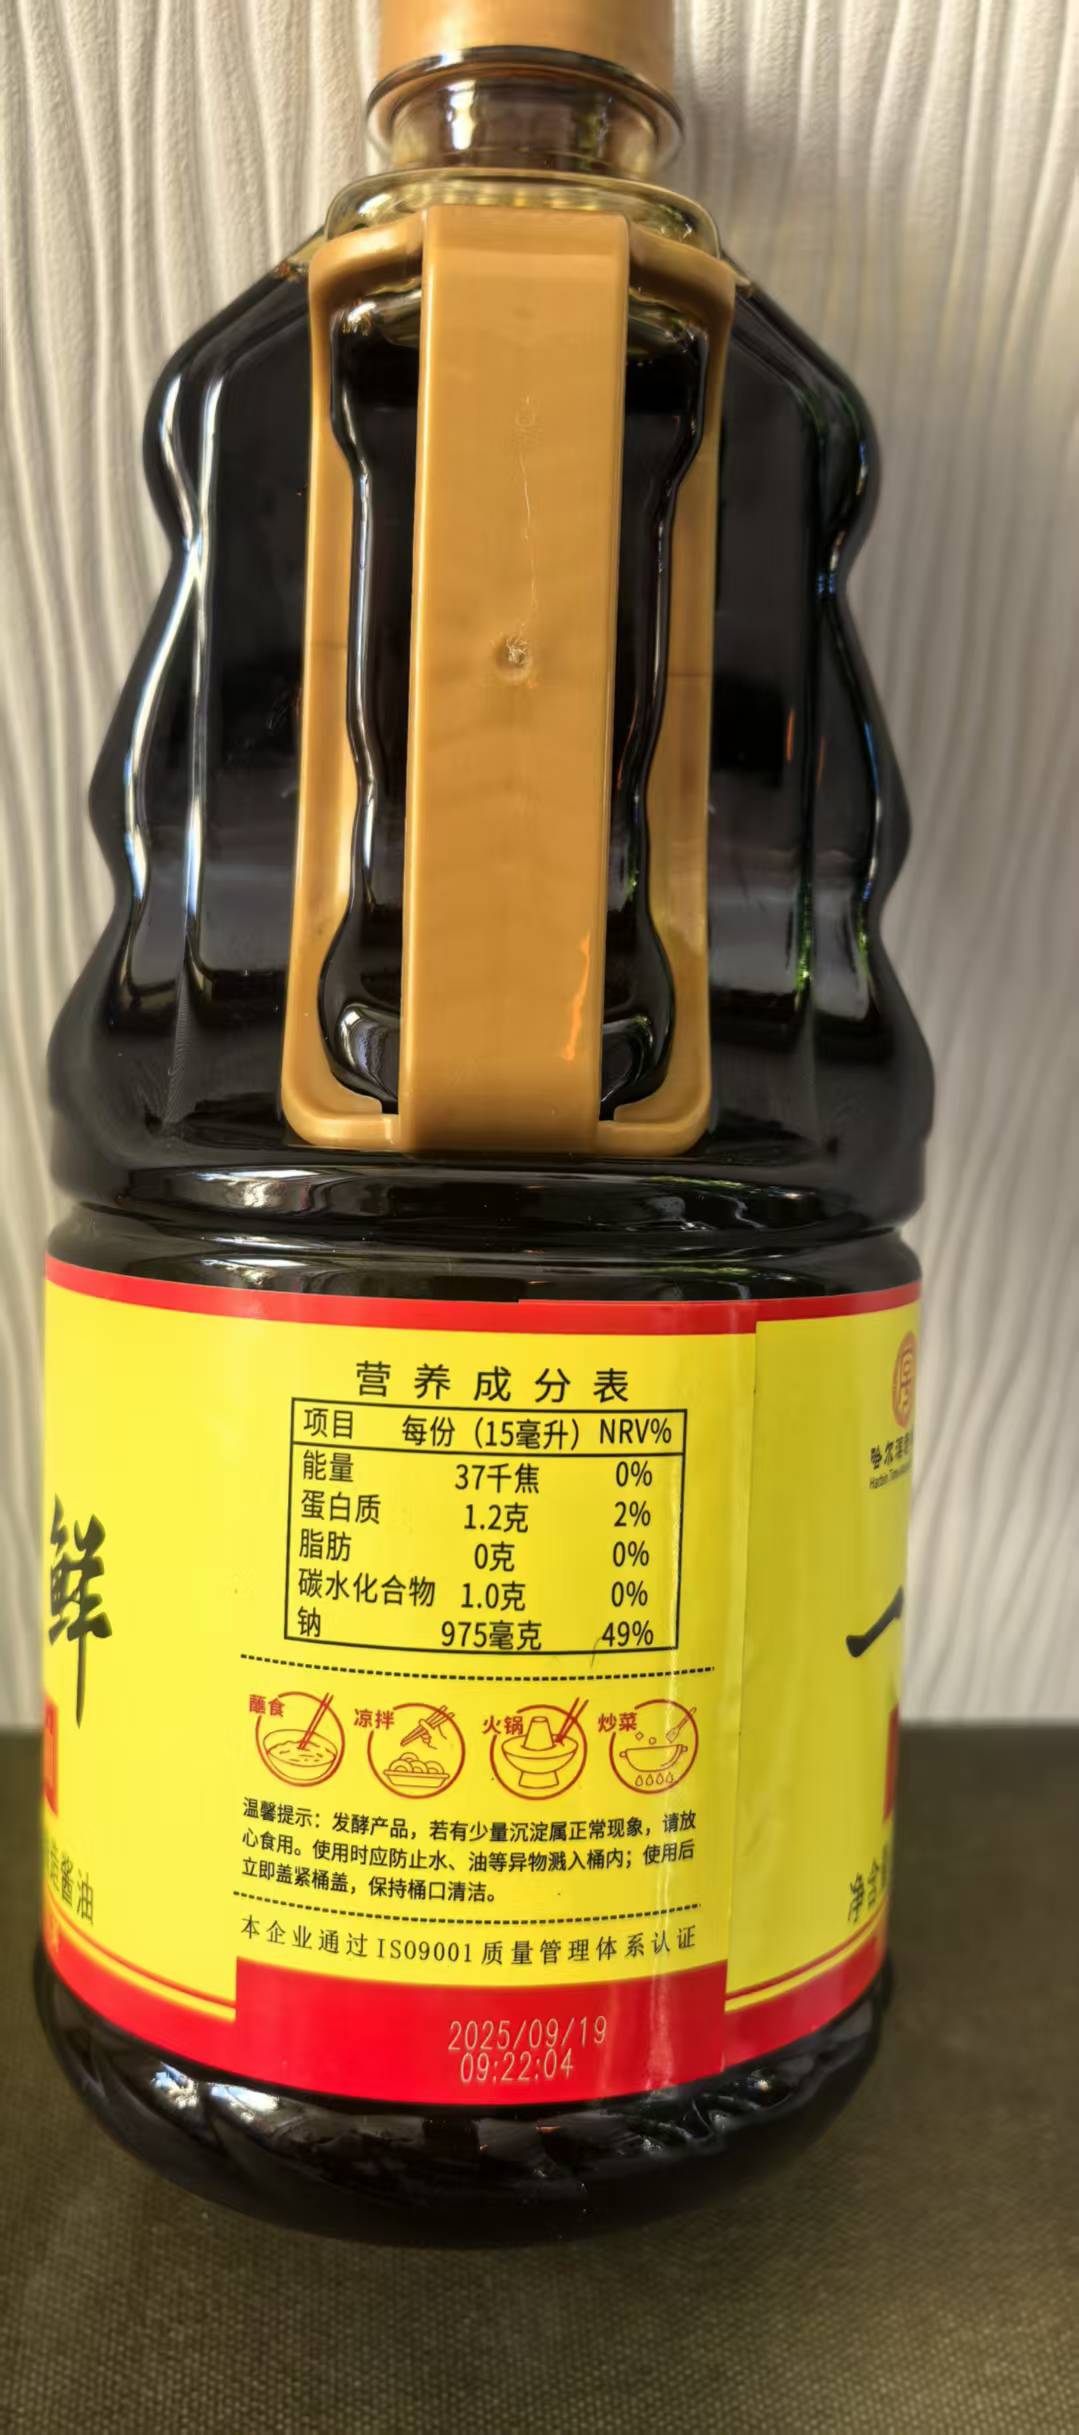 营养成分表
项目 每份（15毫升） NRV%
能量 37千焦 0%
蛋白质 1.2克 2%
脂肪 0克 0%
碳水化合物 1.0克 0%
钠 975毫克 49%
鲜
一
蘸食 凉拌 火锅 炒菜
温馨提示：发酵产品，若有少量沉淀属正常现象，请放
心食用。使用时应防止水、油等异物溅入桶内；使用后
立即盖紧桶盖，保持桶口清洁。
酱油
净含
本企业通过ISO9001质量管理体系认证
2025/09/19
09:22:04